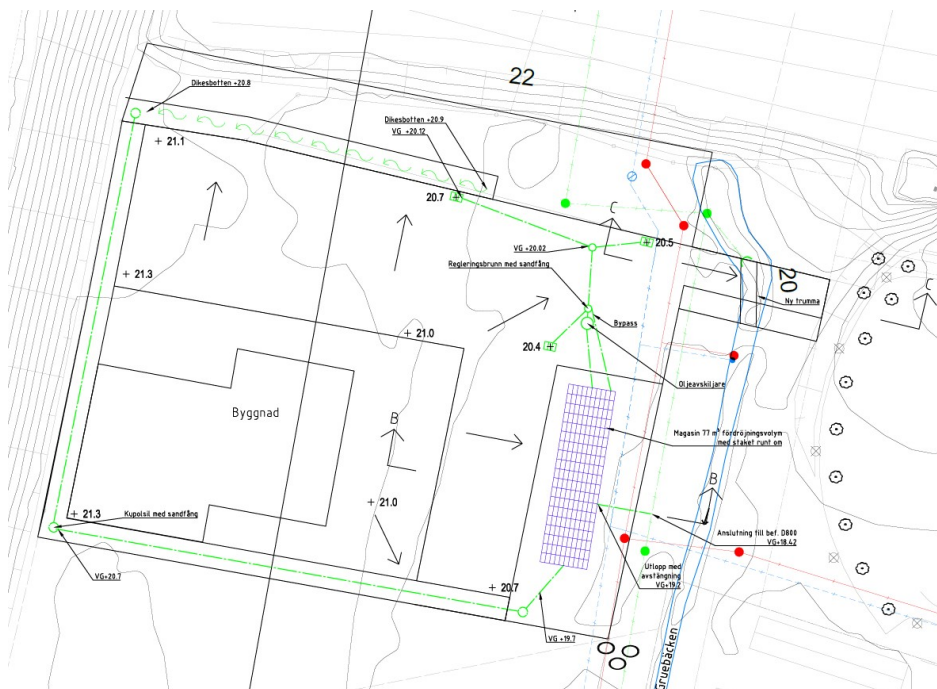 22
Dikesbotten +20.8
Dikesbotten +20.9
VG +20.12
21.1
20.7
C
20.5
VG +20.02
Regleringsbrunn med sandfång
20
C
Ny trumma
21.3
21.0
Bypass
20.4
Oljeavskiljare
Byggnad
B
Magasin 77 m³ fördröjningsvolym
med staket runt om
B
21.0
21.3
Kupolsil med sandfång
Anslutning till bef. D800
VG+18.42
Utlopp med
avstängning
VG+19.2
VG+20.7
20.7
VG +19.7
ruebäcken